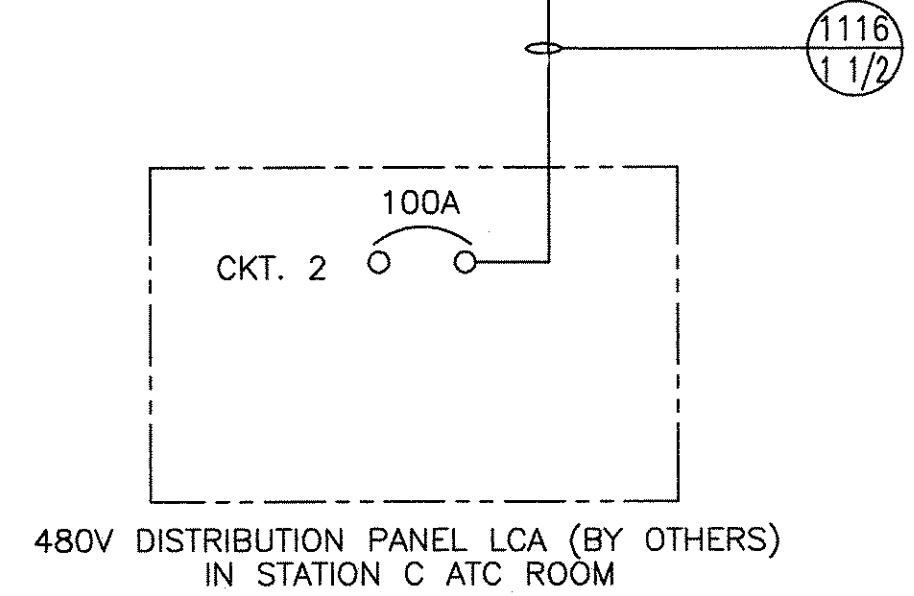 1116
1 1/2
100A
CKT. 2
480V DISTRIBUTION PANEL LCA (BY OTHERS)
IN STATION C ATC ROOM